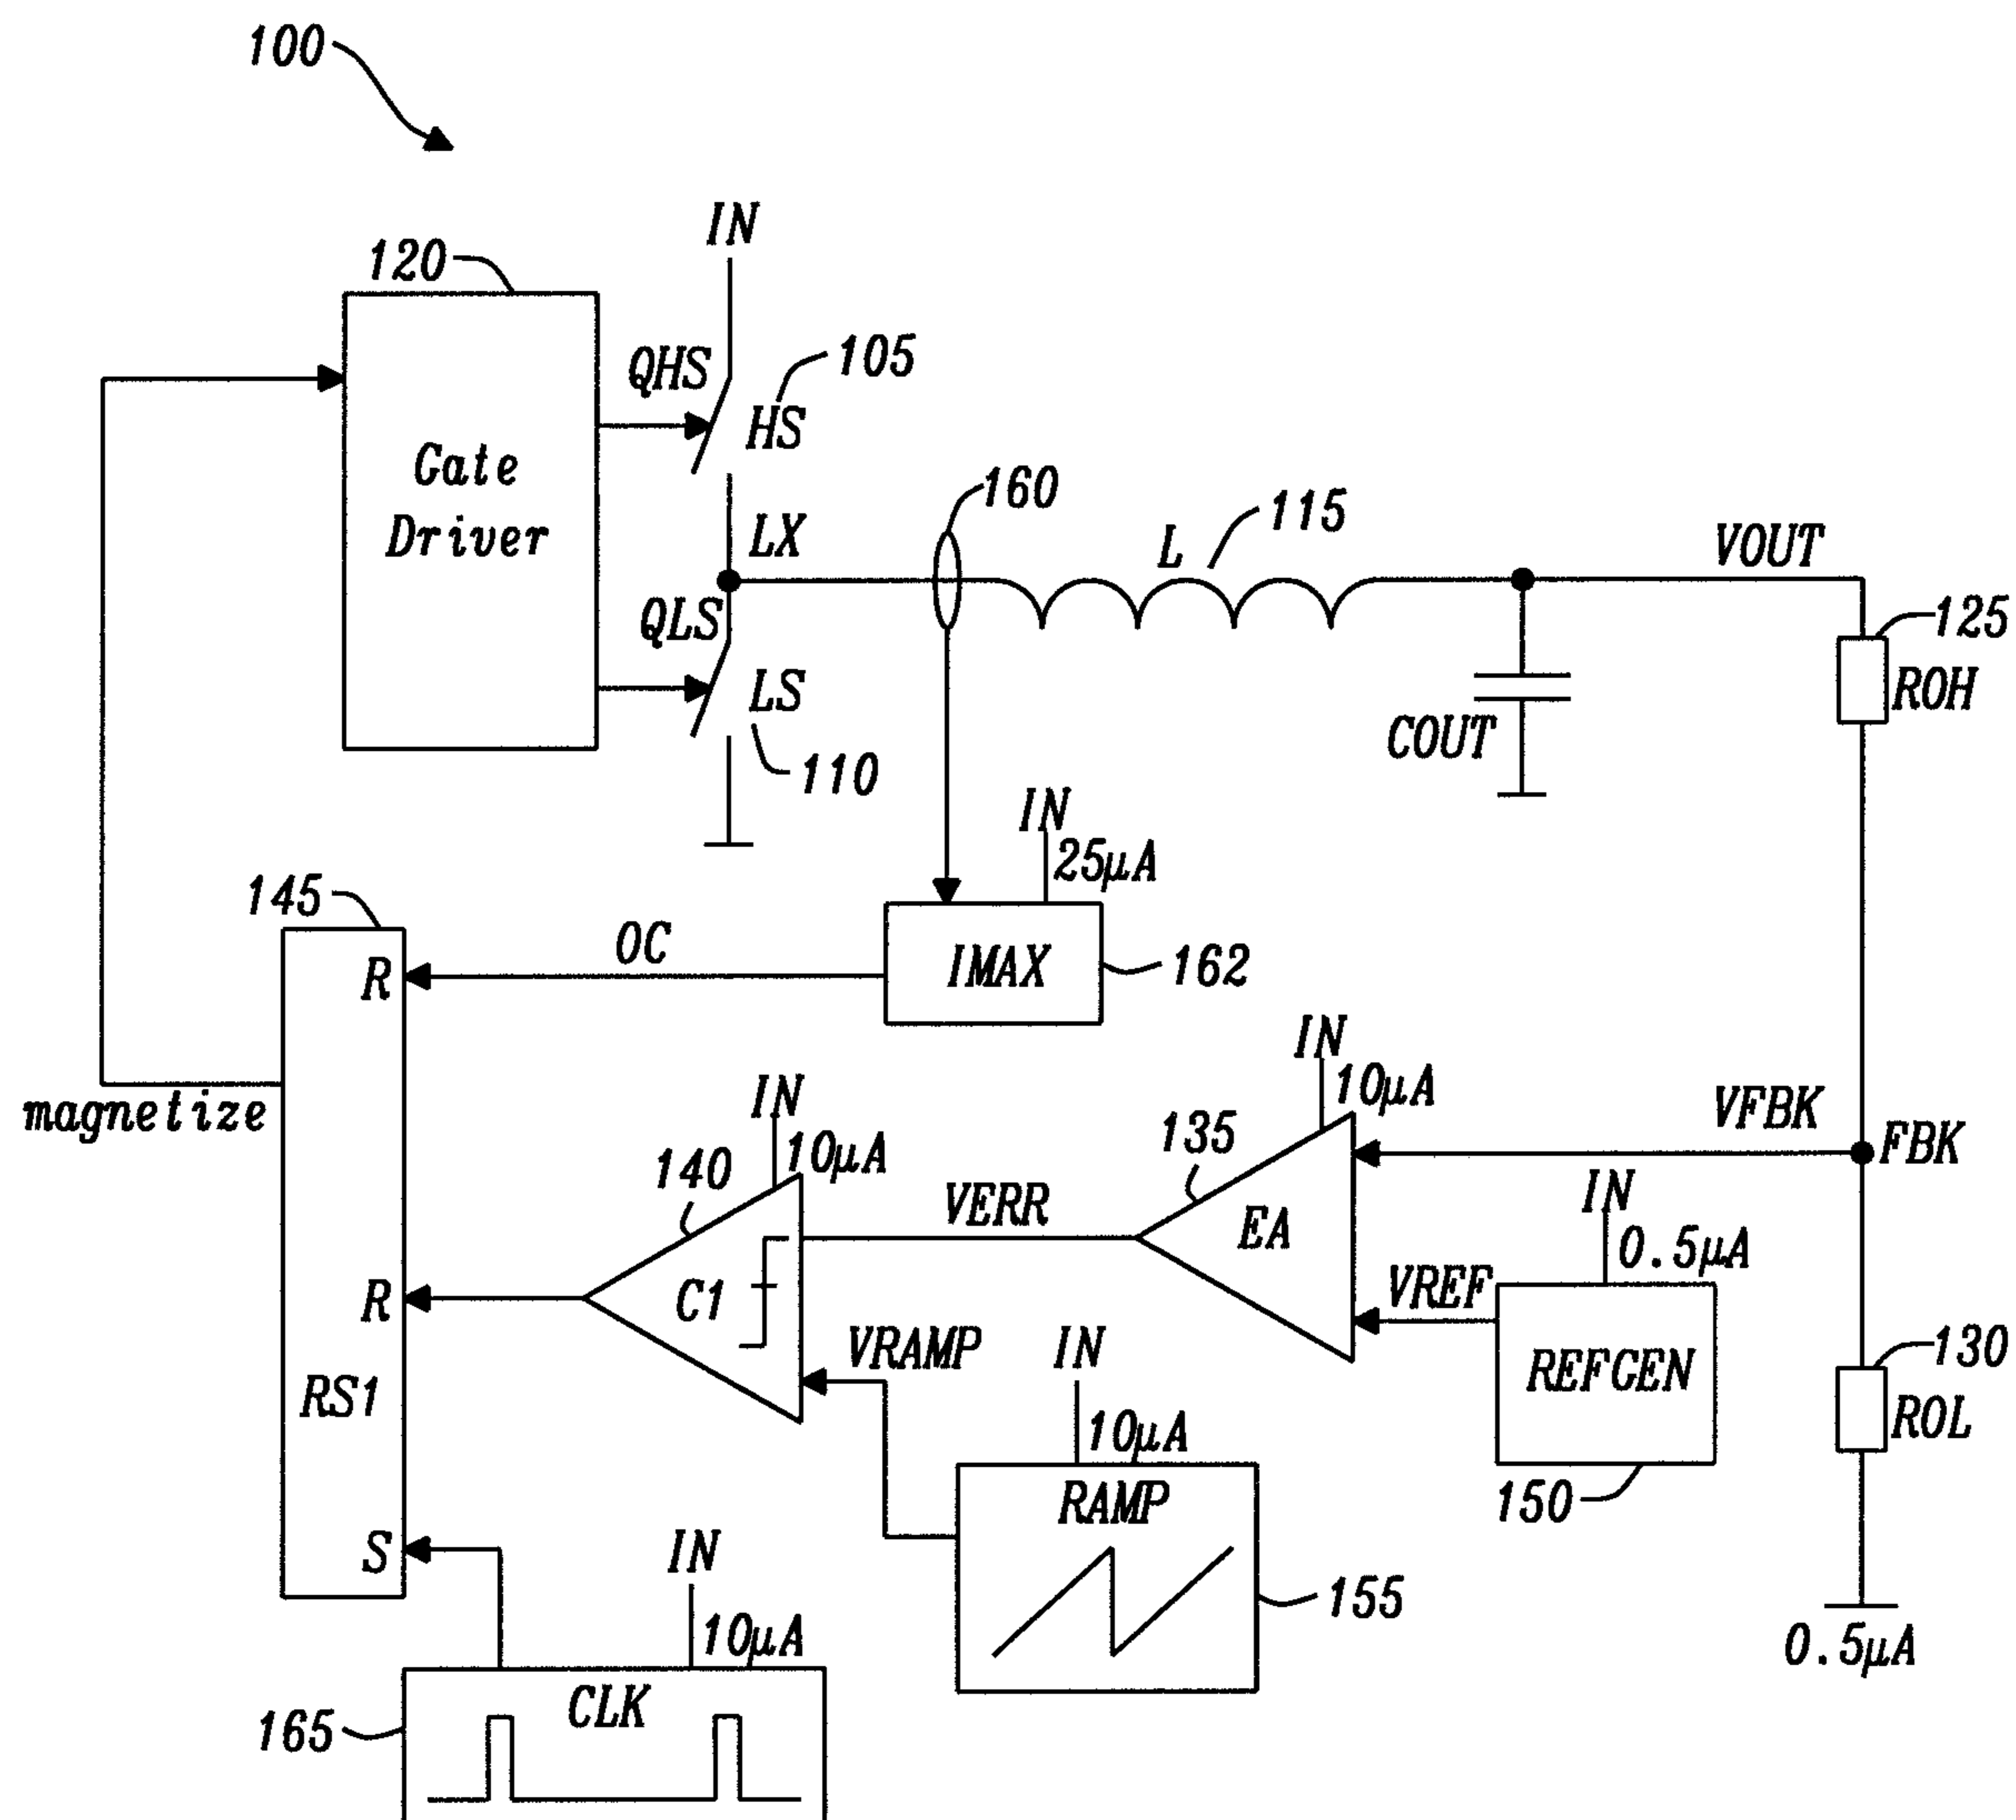 100
IN
120
QHS
105
HS
Gate
Driver
160
115
LX
L
VOUT
QLS
125
LS
ROH
COUT
110
IN
25µA
145
OC
R
IMAX
162
IN
10µA
magnetize
IN
10µA
135
VFBK
FBK
140
VERR
EA
IN
0.5µA
R
C1
VREF
VRAMP
IN
REFGEN
130
RS1
ROL
10µA
RAMP
150
S
IN
155
10µA
0.5µA
CLK
165